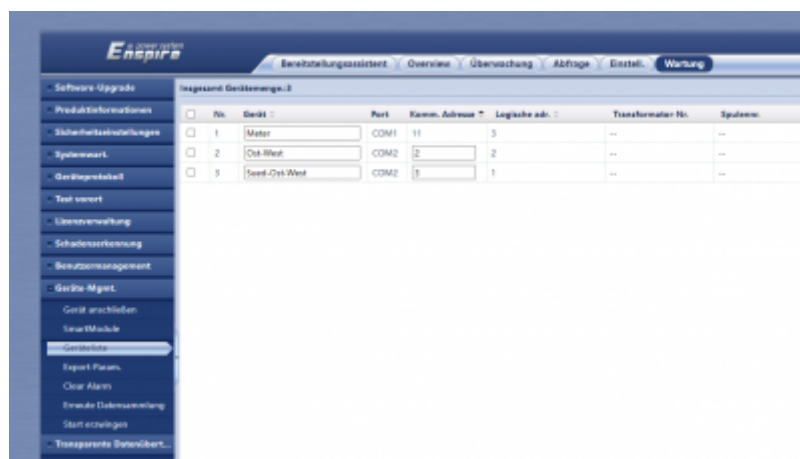 Enspire
Bereitstellungsassistent Overview Überwachung Abfrage Einstell. Wartung
Software-Upgrade
Produktinformationen
Sicherheitseinstellungen
Systemwart.
Geräteprotokoll
Test vorort
Lizenzverwaltung
Schadenserkennung
Benutzermanagement
Geräte-Mgmt.
Gerät anschließen
SmartModule
Geräteliste
Export-Param.
Clear Alarm
Erneute Datensammlung
Start erzwingen
Transparente Datenübert...
Insgesamt Gerätemenge.:3
Nr. Gerät Port Komm. Adresse Logische adr. Transformator-Nr. Spulennr.
1 Meter COM1 11 3 -- --
2 Ost-West COM2 2 2 -- --
3 Sued-Ost-West COM2 3 1 -- --